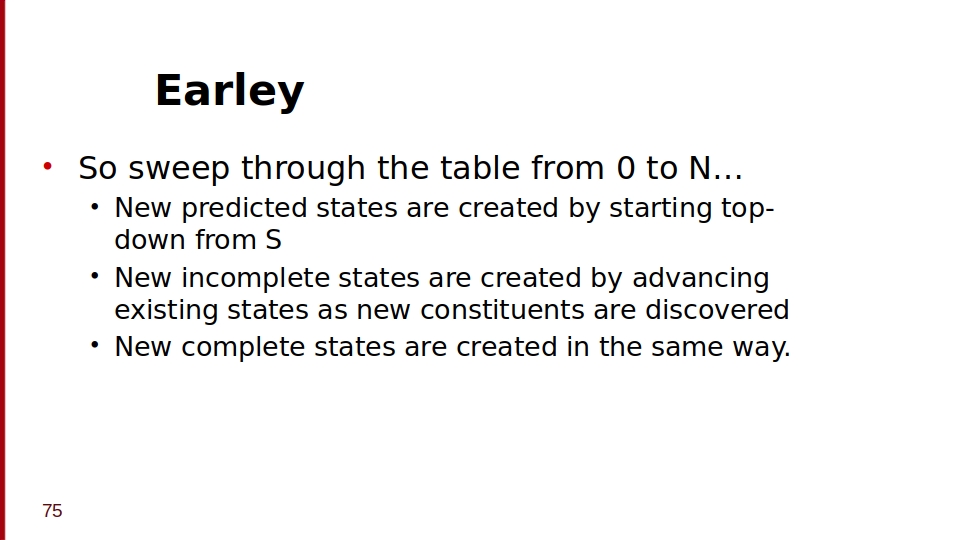 Earley
• So sweep through the table from 0 to N…
• New predicted states are created by starting top-
down from S
• New incomplete states are created by advancing
existing states as new constituents are discovered
• New complete states are created in the same way.
75